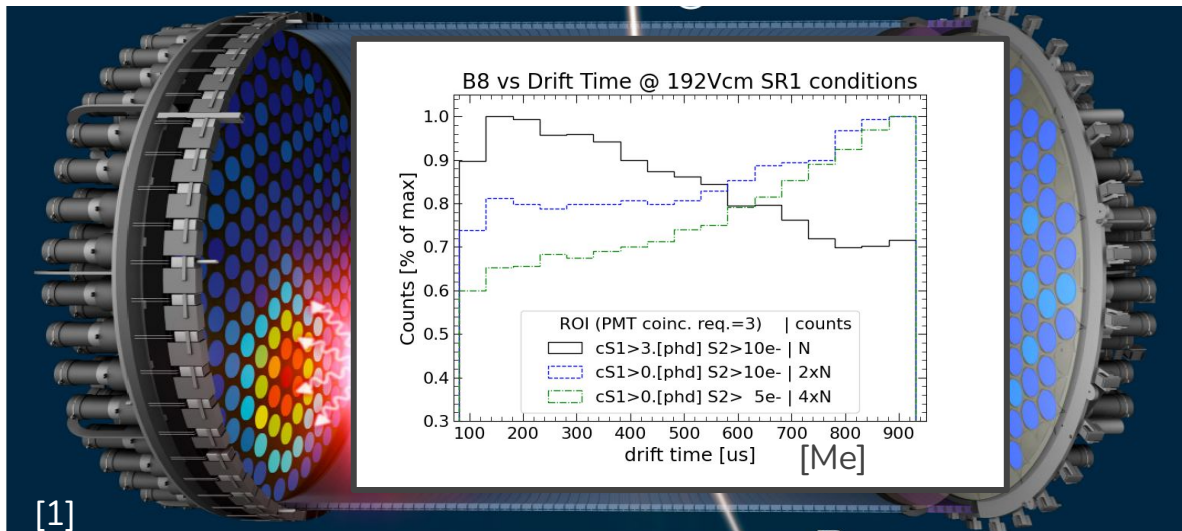 B8 vs Drift Time @ 192Vcm SR1 conditions
Counts [% of max]
1.0
0.9
0.8
0.7
0.6
0.5
0.4
0.3
ROI (PMT coinc. req.=3) | counts
cS1>3.[phd] S2>10e- | N
cS1>0.[phd] S2>10e- | 2xN
cS1>0.[phd] S2> 5e- | 4xN
100 200 300 400 500 600 700 800 900
drift time [us]
[Me]
[1]